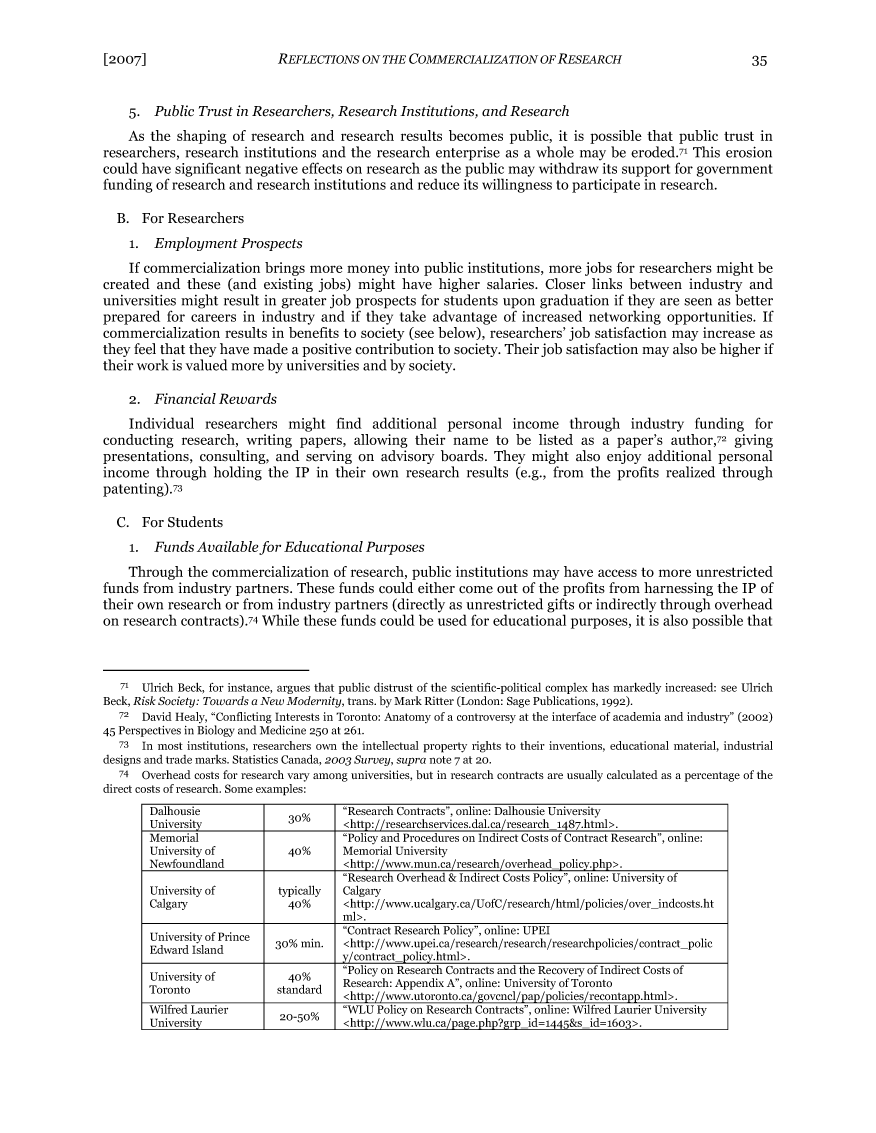 [2007] REFLECTIONS ON THE COMMERCIALIZATION OF RESEARCH 35
5. Public Trust in Researchers, Research Institutions, and Research
As the shaping of research and research results becomes public, it is possible that public trust in
researchers, research institutions and the research enterprise as a whole may be eroded.71 This erosion
could have significant negative effects on research as the public may withdraw its support for government
funding of research and research institutions and reduce its willingness to participate in research.
B. For Researchers
1. Employment Prospects
If commercialization brings more money into public institutions, more jobs for researchers might be
created and these (and existing jobs) might have higher salaries. Closer links between industry and
universities might result in greater job prospects for students upon graduation if they are seen as better
prepared for careers in industry and if they take advantage of increased networking opportunities. If
commercialization results in benefits to society (see below), researchers' job satisfaction may increase as
they feel that they have made a positive contribution to society. Their job satisfaction may also be higher if
their work is valued more by universities and by society.
2. Financial Rewards
Individual researchers might find additional personal income through industry funding for
conducting research, writing papers, allowing their name to be listed as a paper's author,72 giving
presentations, consulting, and serving on advisory boards. They might also enjoy additional personal
income through holding the IP in their own research results (e.g., from the profits realized through
patenting).73
C. For Students
1. Funds Available for Educational Purposes
Through the commercialization of research, public institutions may have access to more unrestricted
funds from industry partners. These funds could either come out of the profits from harnessing the IP of
their own research or from industry partners (directly as unrestricted gifts or indirectly through overhead
on research contracts).74 While these funds could be used for educational purposes, it is also possible that
71 Ulrich Beck, for instance, argues that public distrust of the scientific-political complex has markedly increased: see Ulrich
Beck, Risk Society: Towards a New Modernity, trans. by Mark Ritter (London: Sage Publications, 1992).
72 David Healy, "Conflicting Interests in Toronto: Anatomy of a controversy at the interface of academia and industry" (2002)
45 Perspectives in Biology and Medicine 250 at 261.
73 In most institutions, researchers own the intellectual property rights to their inventions, educational material, industrial
designs and trade marks. Statistics Canada, 2003 Survey, supra note 7 at 20.
74 Overhead costs for research vary among universities, but in research contracts are usually calculated as a percentage of the
direct costs of research. Some examples:
Dalhousie
University
30%
"Research Contracts", online: Dalhousie University
<http://researchservices.dal.ca/research_1487.html>.
Memorial
University of
Newfoundland
40%
"Policy and Procedures on Indirect Costs of Contract Research", online:
Memorial University
<http://www.mun.ca/research/overhead_policy.php>.
University of
Calgary
typically
40%
"Research Overhead & Indirect Costs Policy", online: University of
Calgary
<http://www.ucalgary.ca/UofC/research/html/policies/over_indcosts.ht
ml>.
University of Prince
Edward Island
30% min.
"Contract Research Policy", online: UPEI
<http://www.upei.ca/research/research/researchpolicies/contract_polic
y/contract_policy.html>.
University of
Toronto
40%
standard
"Policy on Research Contracts and the Recovery of Indirect Costs of
Research: Appendix A", online: University of Toronto
<http://www.utoronto.ca/govcncl/pap/policies/recontapp.html>.
Wilfred Laurier
University
20-50%
"WLU Policy on Research Contracts", online: Wilfred Laurier University
<http://www.wlu.ca/page.php?grp_id=1445&s_id=1603>.